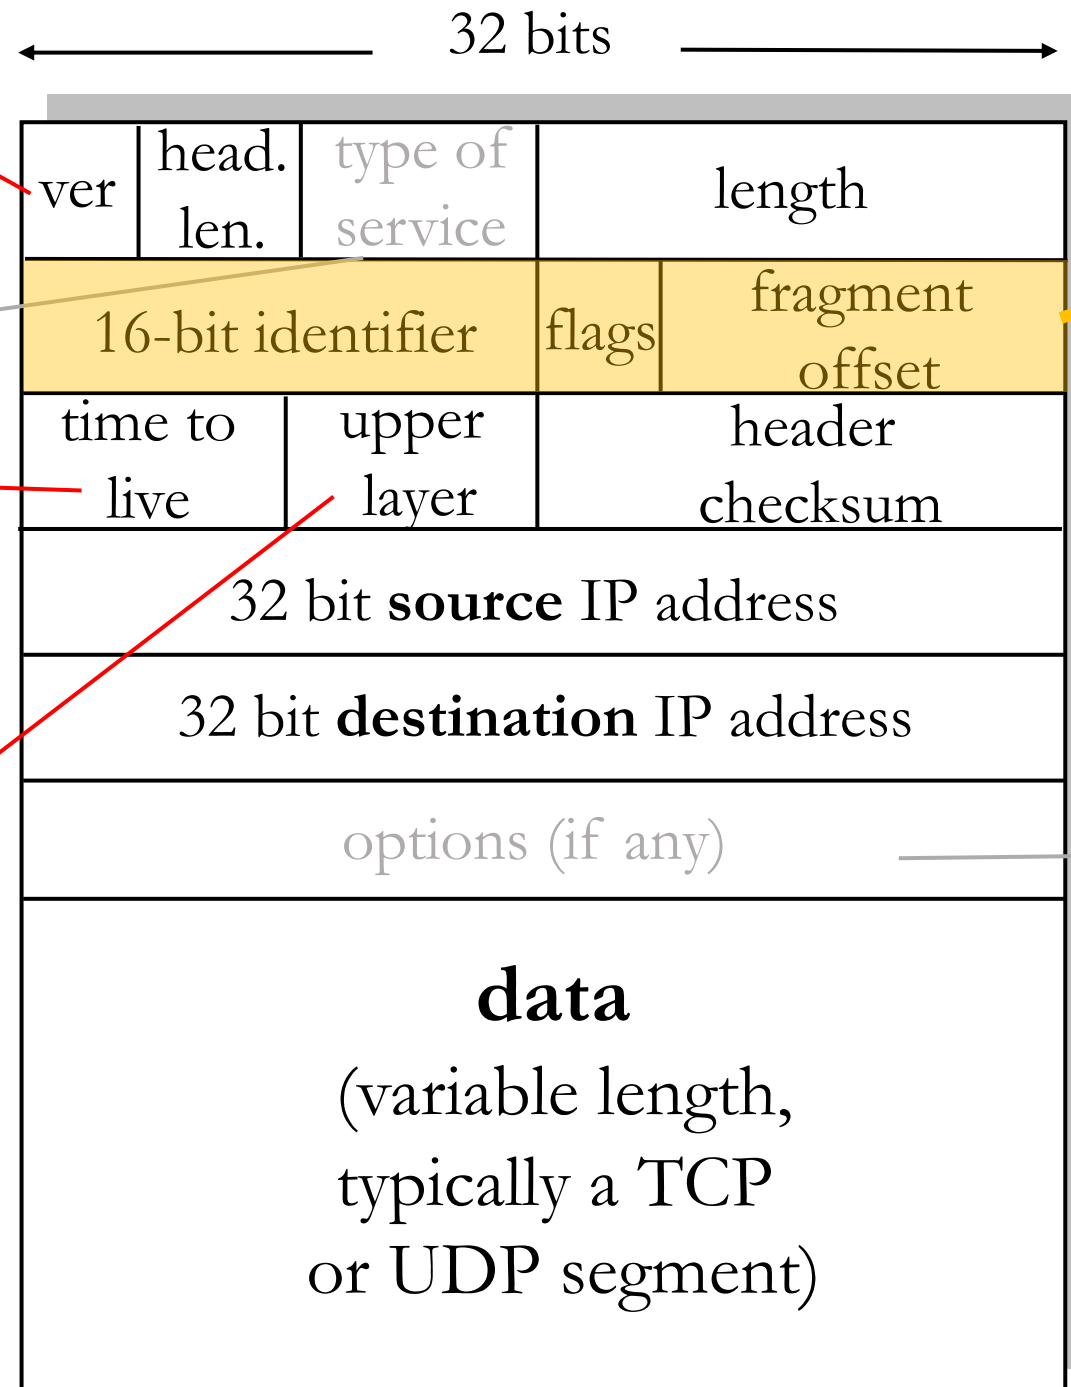 32 bits
ver
head.
len.
type of
service
length
16-bit identifier
flags
fragment
offset
time to
live
upper
layer
header
checksum
32 bit source IP address
32 bit destination IP address
options (if any)
data
(variable length,
typically a TCP
or UDP segment)